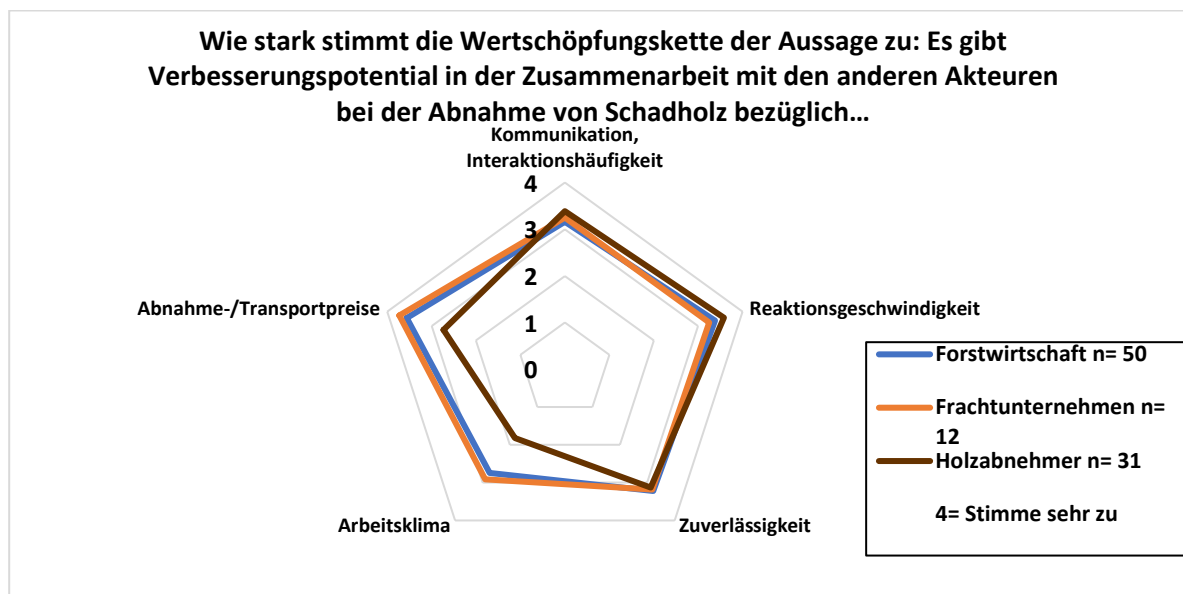 Wie stark stimmt die Wertschöpfungskette der Aussage zu: Es gibt
Verbesserungspotential in der Zusammenarbeit mit den anderen Akteuren
bei der Abnahme von Schadholz bezüglich…
Kommunikation,
Interaktionshäufigkeit
4
3
2
1
0
Abnahme-/Transportpreise
Reaktionsgeschwindigkeit
Arbeitsklima
Zuverlässigkeit
Forstwirtschaft n= 50
Frachtunternehmen n=
12
Holzabnehmer n= 31
4= Stimme sehr zu